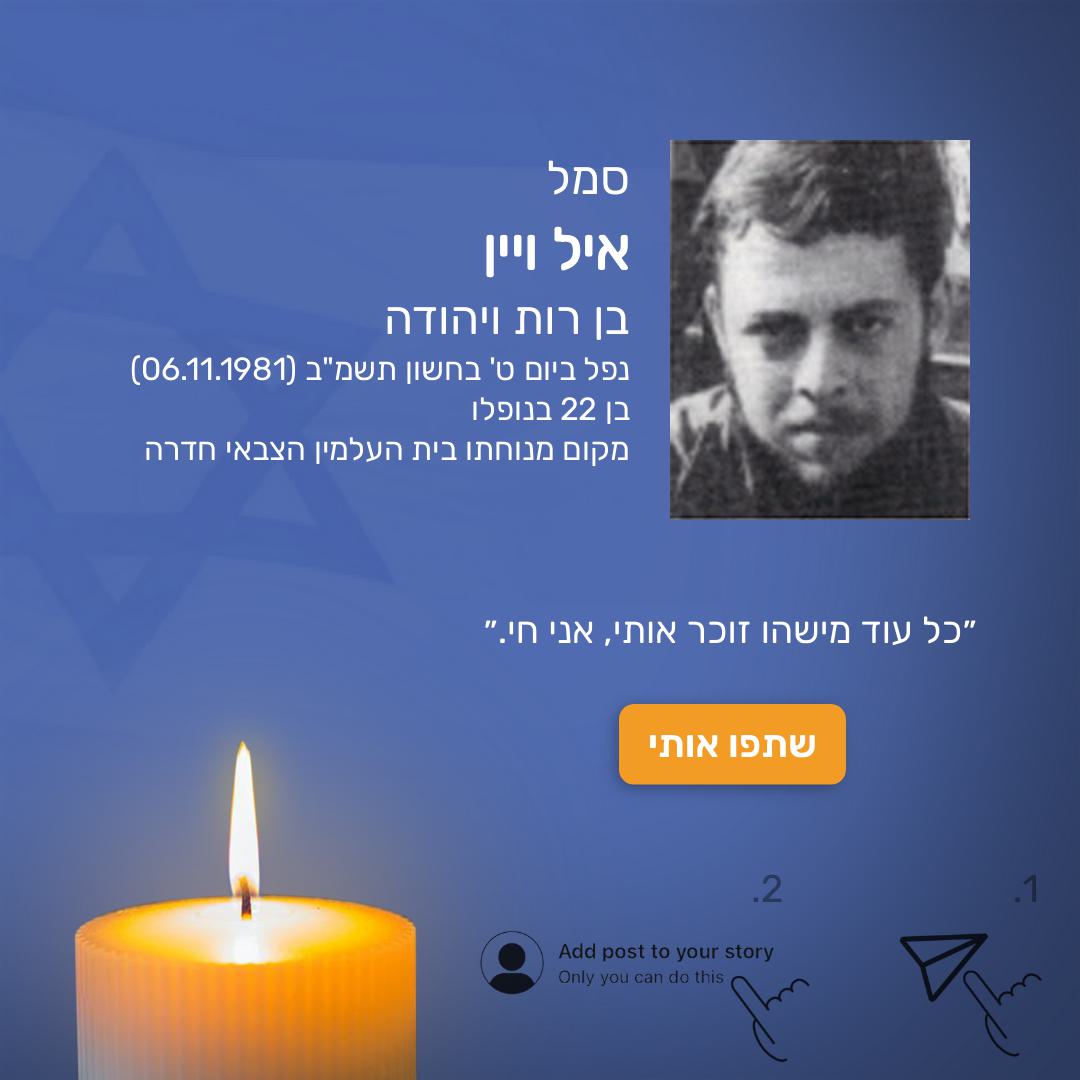 סמל
איל ויין
בן רות ויהודה
נפל ביום ט' בחשון תשמ"ב (06.11.1981)
בן 22 בנופלו
מקום מנוחתו בית העלמין הצבאי חדרה
״כל עוד מישהו זוכר אותי, אני חי.״
שתפו אותי
1.
2.
Add post to your story
Only you can do this